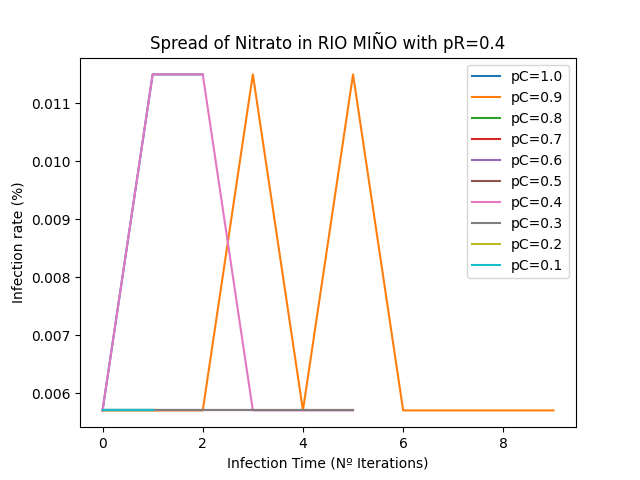 Spread of Nitrato in RIO MIÑO with pR=0.4
Infection rate (%)
0.011
0.010
0.009
0.008
0.007
0.006
0 2 4 6 8
Infection Time (Nº Iterations)
pC=1.0
pC=0.9
pC=0.8
pC=0.7
pC=0.6
pC=0.5
pC=0.4
pC=0.3
pC=0.2
pC=0.1